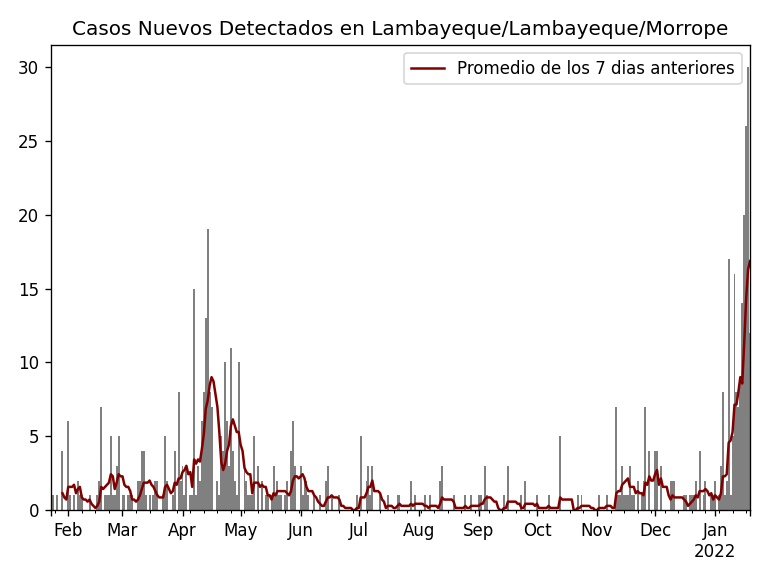 Casos Nuevos Detectados en Lambayeque/Lambayeque/Morrope
Promedio de los 7 dias anteriores
30
25
20
15
10
5
0
Feb Mar Apr May Jun Jul Aug Sep Oct Nov Dec Jan
2022